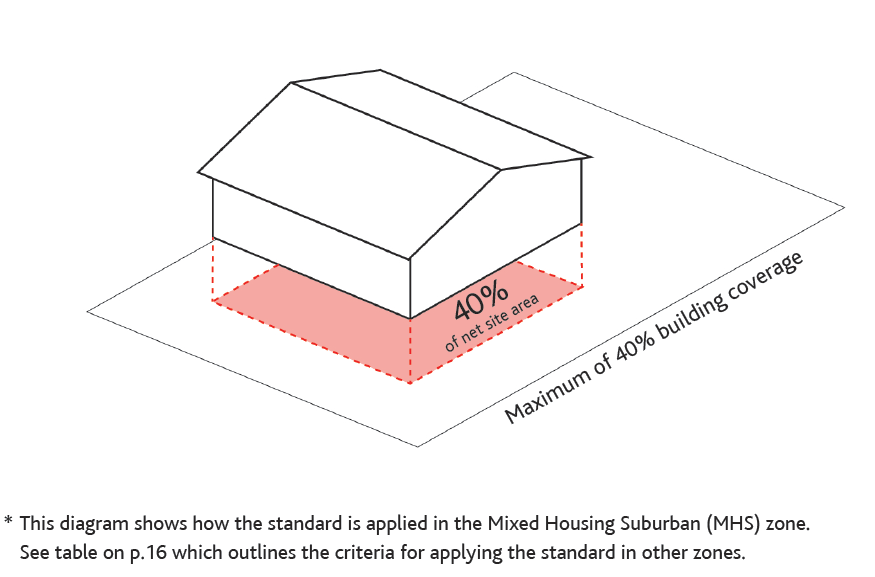 40%
of net site area
Maximum of 40% building coverage
* This diagram shows how the standard is applied in the Mixed Housing Suburban (MHS) zone.
See table on p.16 which outlines the criteria for applying the standard in other zones.